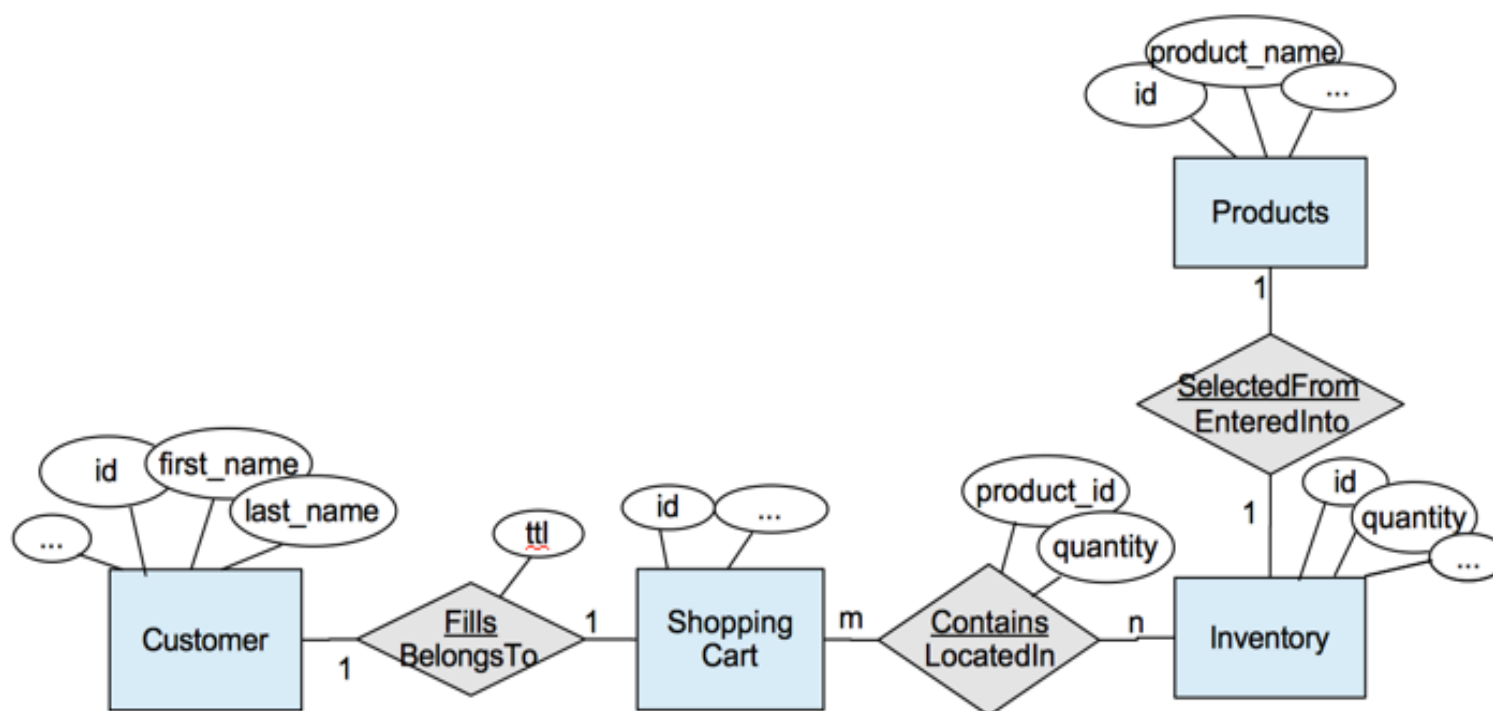 product_name
id
...
Products
1
SelectedFrom
EnteredInto
1
id
first_name
last_name
...
Customer
1
ttl
Fills
BelongsTo
1
id
...
Shopping
Cart
m
product_id
quantity
Contains
LocatedIn
n
id
quantity
...
Inventory